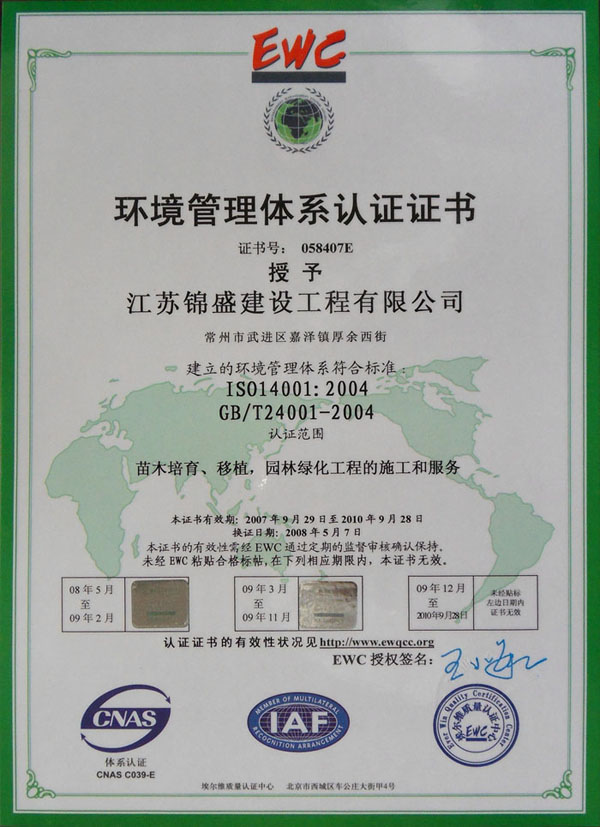 EWC
环境管理体系认证证书
证书号: 058407E
授予
江苏锦盛建设工程有限公司
常州市武进区嘉泽镇厚余西街
建立的环境管理体系符合标准:
ISO14001:2004
GB/T24001-2004
认证范围
苗木培育、移植，园林绿化工程的施工和服务
本证书有效期: 2007年9月29日至2010年9月28日
换证日期: 2008年5月7日
本证书的有效性需经EWC通过定期的监督审核确认保持。
未经EWC粘贴合格标帖,在下列相应期限内，本证书无效。
08年5月
至
09年2月
09年3月
至
09年11月
09年12月
至
2010年9月28日
未经贴标
左边日期内
证书无效
认证证书的有效性状况见http://www.ewqcc.org
EWC授权签名:
CNAS
体系认证
CNAS C039-E
MEMBER OF MULTILATERAL
IAF
RECOGNITION ARRANGEMENT
Ever Win Quality Certification Center
埃尔维质量认证中心
EWC
埃尔维质量认证中心 北京市西城区车公庄大街甲4号